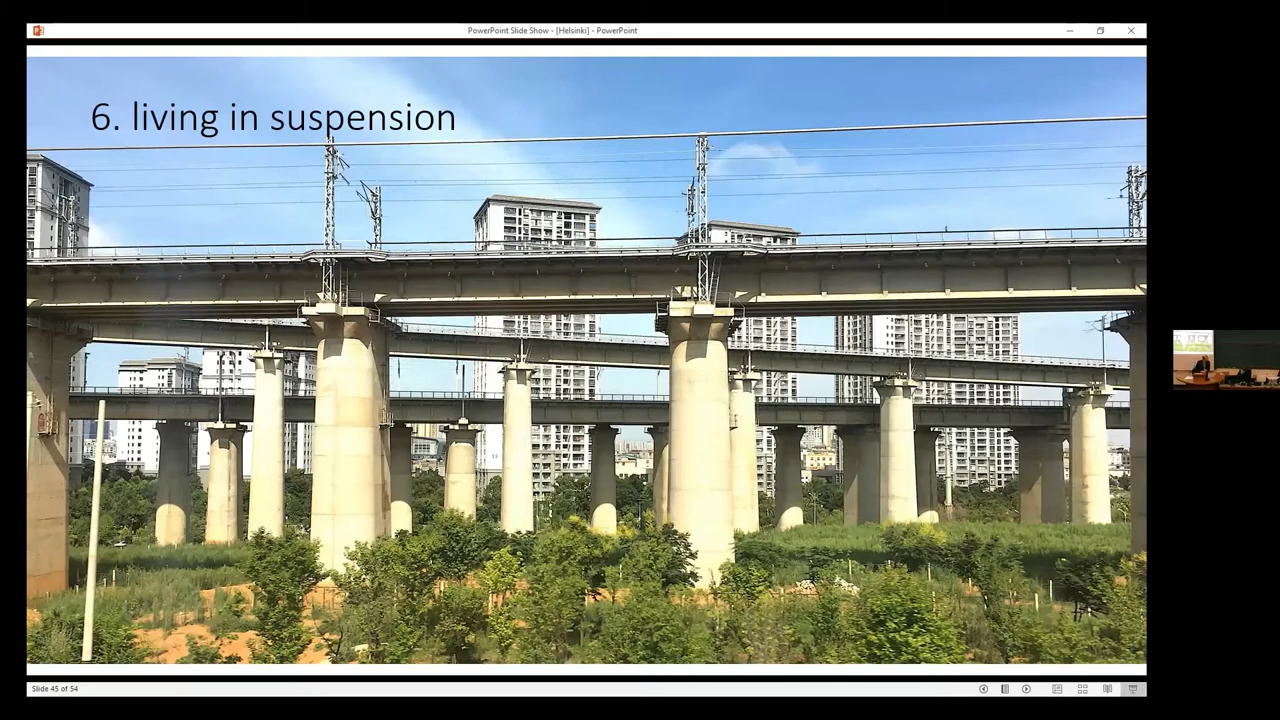 PowerPoint Slide Show - [Helsinki] - PowerPoint
6. living in suspension
Slide 45 of 54